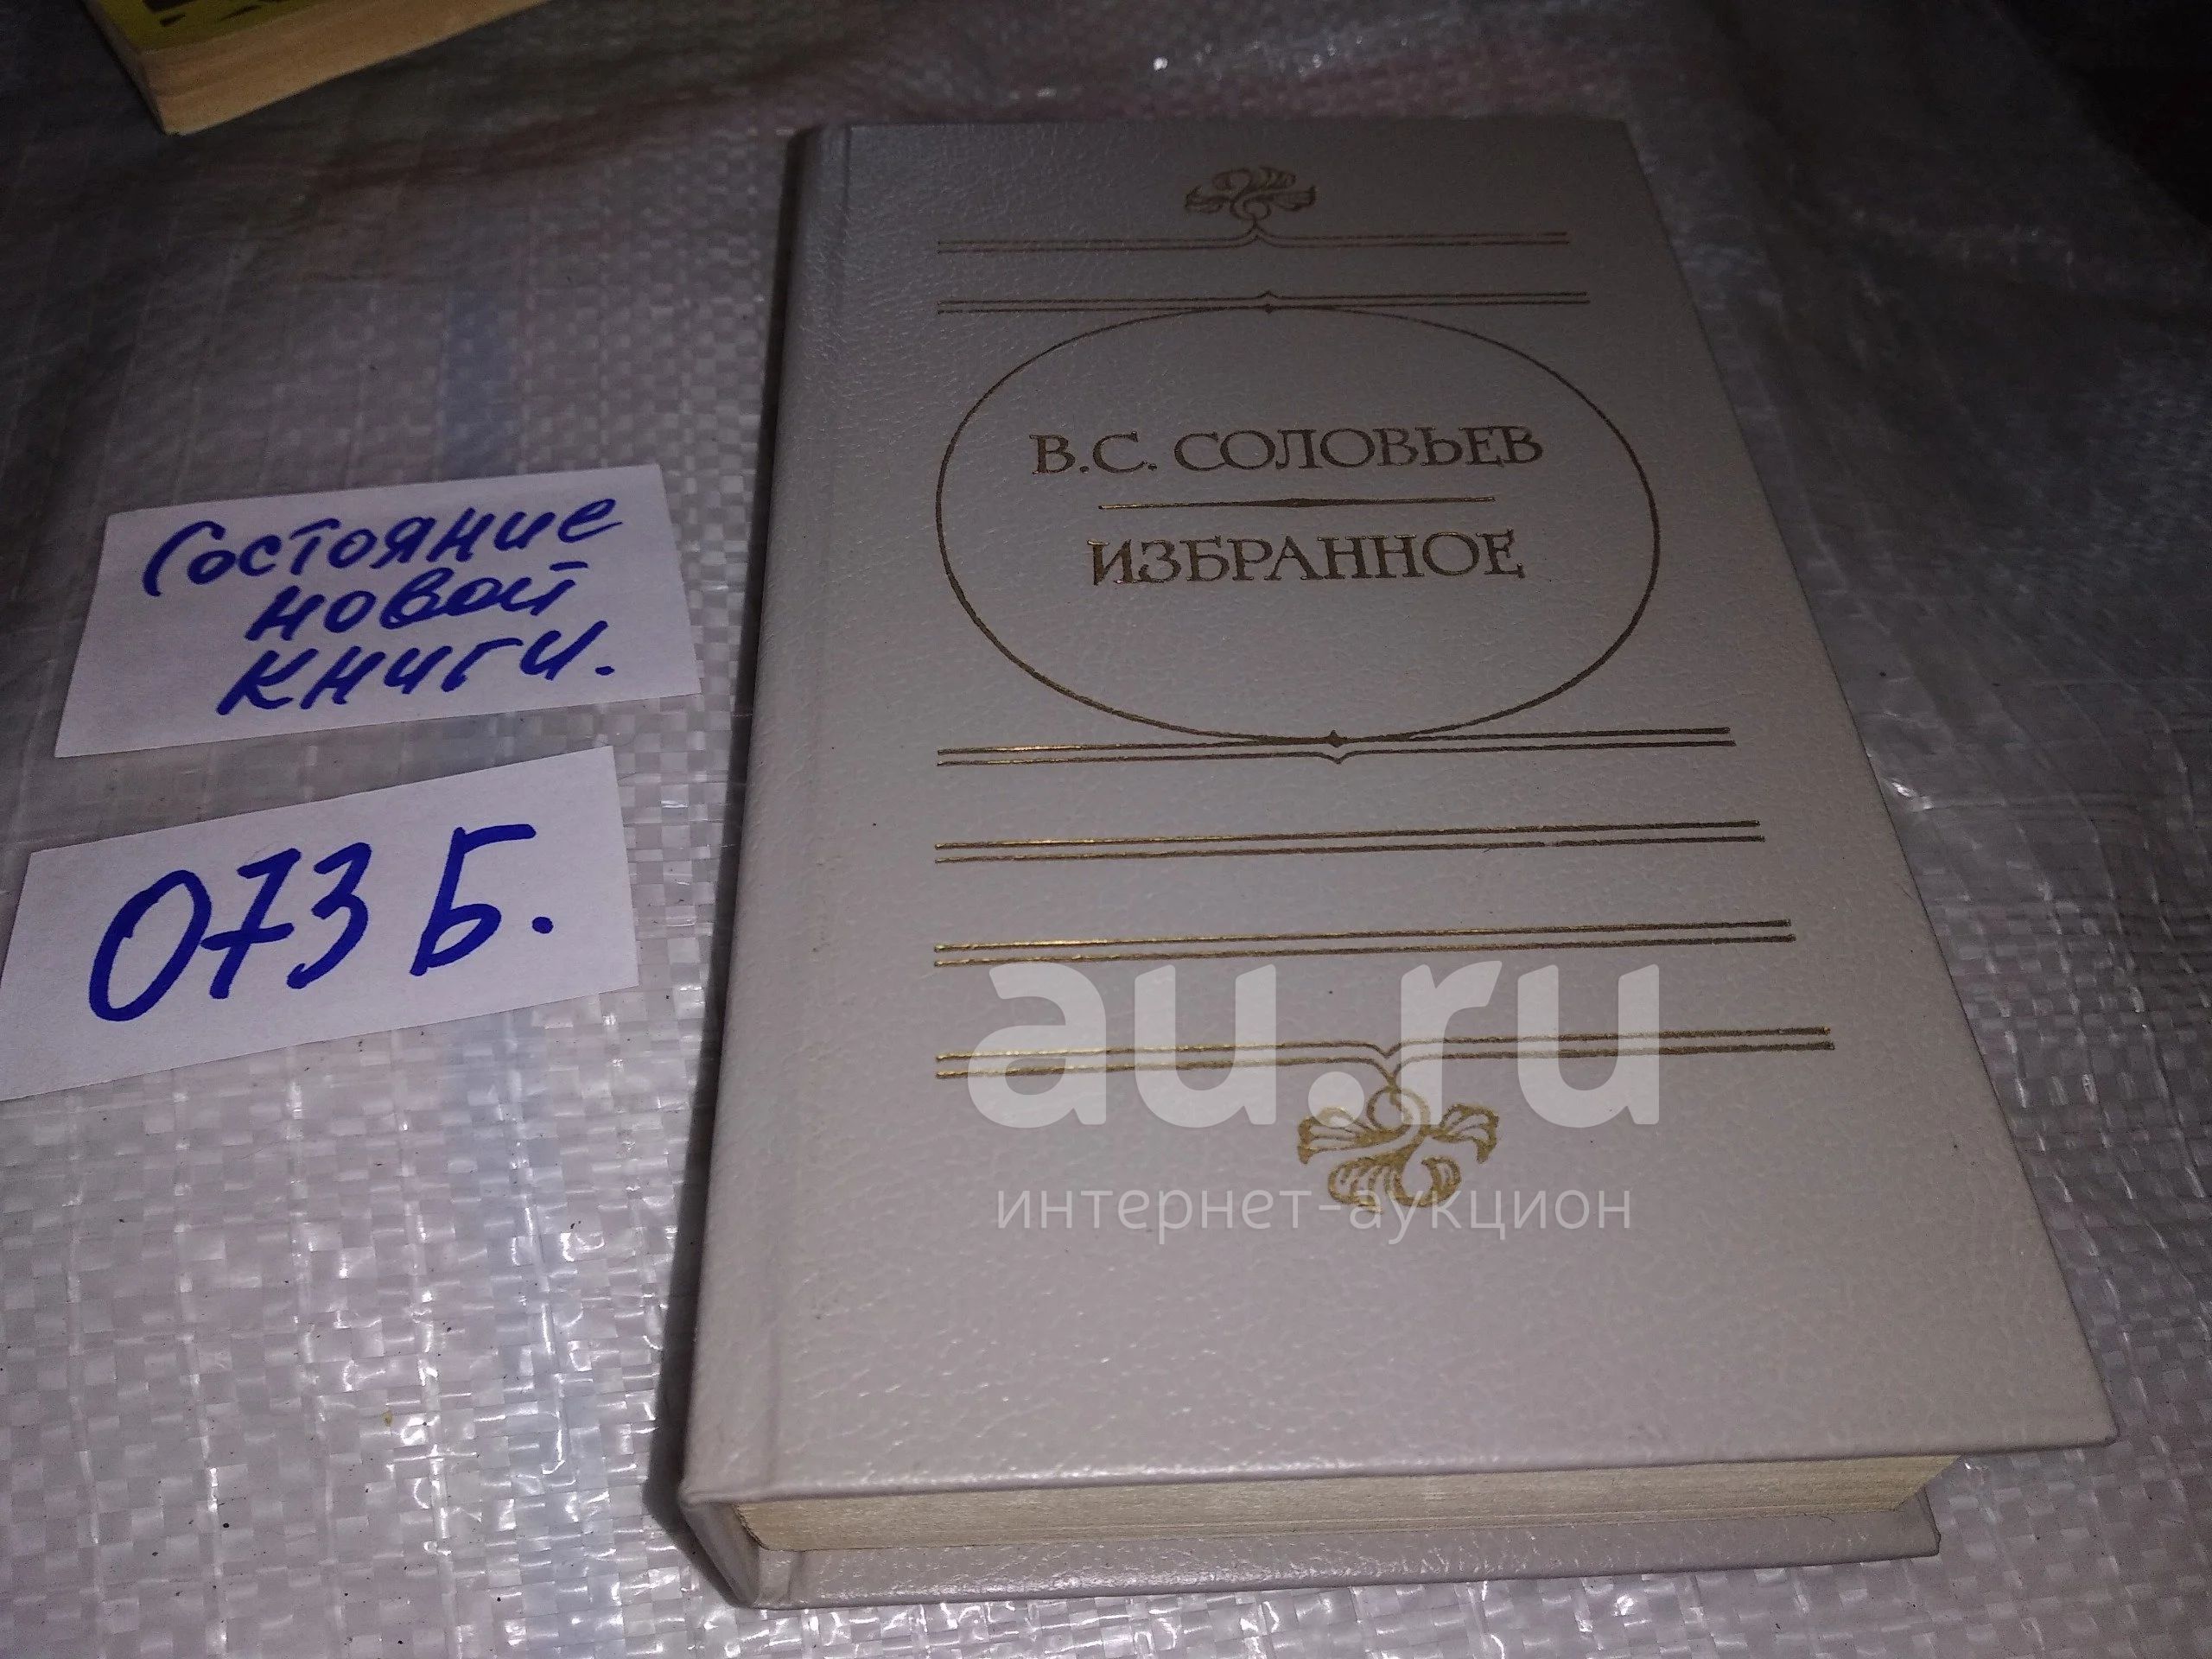 В.С. СОЛОВЬЕВ
ИЗБРАННОЕ
Состояние
новой
книги.
073 Б.
au.ru
интернет-аукцион